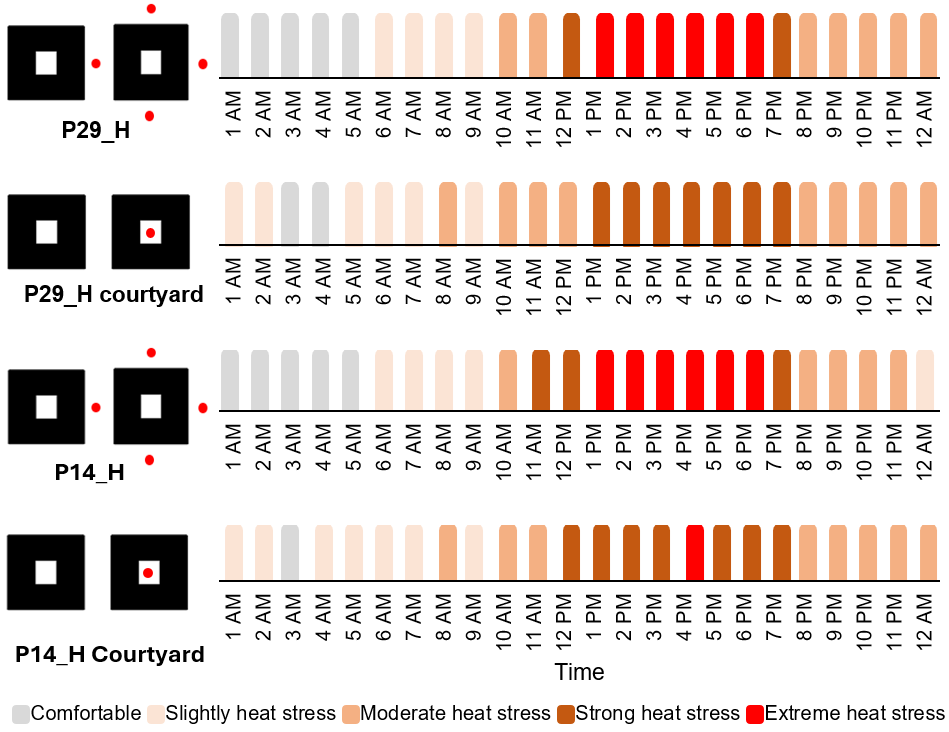 P29_H
1 AM 2 AM 3 AM 4 AM 5 AM 6 AM 7 AM 8 AM 9 AM 10 AM 11 AM 12 PM 1 PM 2 PM 3 PM 4 PM 5 PM 6 PM 7 PM 8 PM 9 PM 10 PM 11 PM 12 AM
P29_H courtyard
1 AM 2 AM 3 AM 4 AM 5 AM 6 AM 7 AM 8 AM 9 AM 10 AM 11 AM 12 PM 1 PM 2 PM 3 PM 4 PM 5 PM 6 PM 7 PM 8 PM 9 PM 10 PM 11 PM 12 AM
P14_H
1 AM 2 AM 3 AM 4 AM 5 AM 6 AM 7 AM 8 AM 9 AM 10 AM 11 AM 12 PM 1 PM 2 PM 3 PM 4 PM 5 PM 6 PM 7 PM 8 PM 9 PM 10 PM 11 PM 12 AM
P14_H Courtyard
1 AM 2 AM 3 AM 4 AM 5 AM 6 AM 7 AM 8 AM 9 AM 10 AM 11 AM 12 PM 1 PM 2 PM 3 PM 4 PM 5 PM 6 PM 7 PM 8 PM 9 PM 10 PM 11 PM 12 AM
Time
Comfortable Slightly heat stress Moderate heat stress Strong heat stress Extreme heat stress